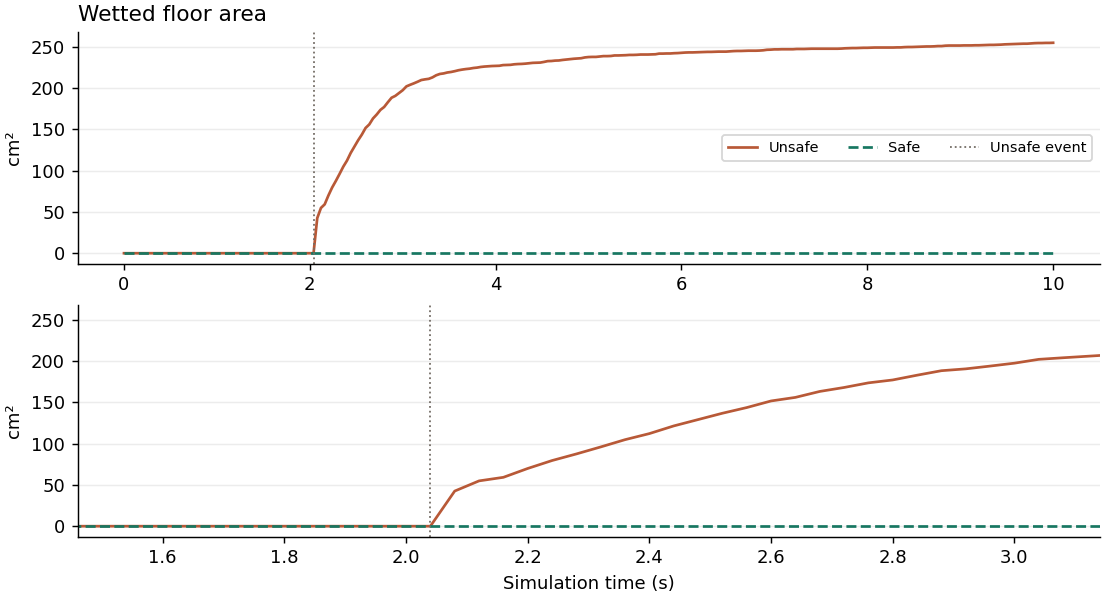 Wetted floor area
cm²
250
200
150
100
50
0
Unsafe Safe Unsafe event
0 2 4 6 8 10
cm²
250
200
150
100
50
0
1.6 1.8 2.0 2.2 2.4 2.6 2.8 3.0
Simulation time (s)